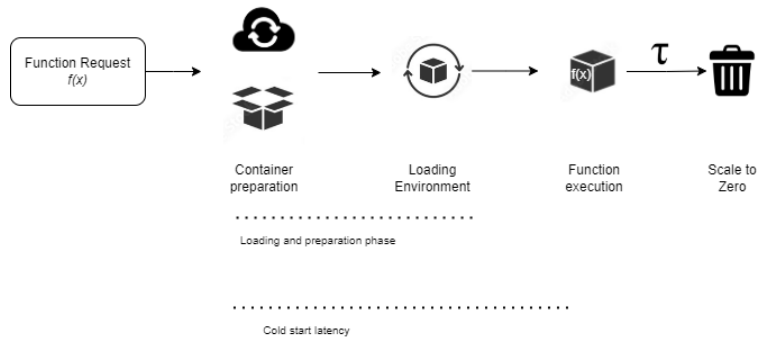 Function Request
f(x)
f(x)
τ
Container
preparation
Loading
Environment
Function
execution
Scale to
Zero
Loading and preparation phase
Cold start latency